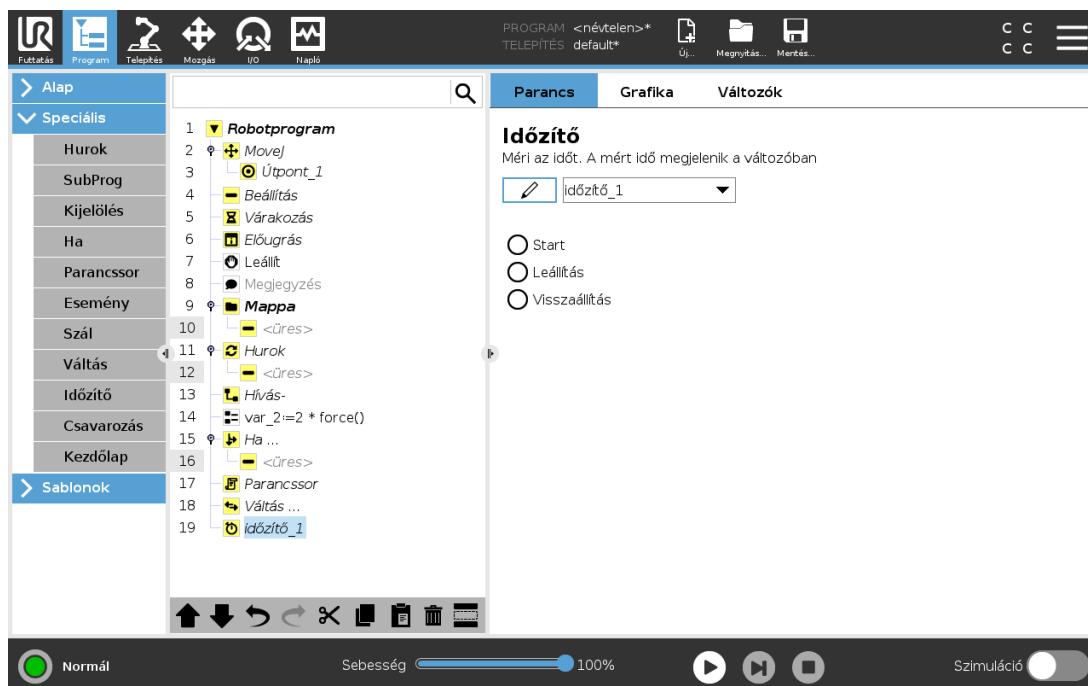 PROGRAM <névtelen>*
TELEPÍTÉS default*
Futtatás Program Telepítés Mozgás I/O Napló Új... Megnyitás... Mentés...
C C
C C
Alap
Speciális
Hurok
SubProg
Kijelölés
Ha
Parancssor
Esemény
Szál
Váltás
Időzítő
Csavarozás
Kezdőlap
Sablonok
1 Robotprogram
2 MoveJ
3 Útpont_1
4 Beállítás
5 Várakozás
6 Előugrás
7 Leállít
8 Megjegyzés
9 Mappa
10 <üres>
11 Hurok
12 <üres>
13 Hívás-
14 var_2:=2 * force()
15 Ha ...
16 <üres>
17 Parancssor
18 Váltás ...
19 időzítő_1
Parancs Grafika Változók
Időzítő
Méri az időt. A mért idő megjelenik a változóban
időzítő_1
Start
Leállítás
Visszaállítás
Normál Sebesség 100% Szimuláció